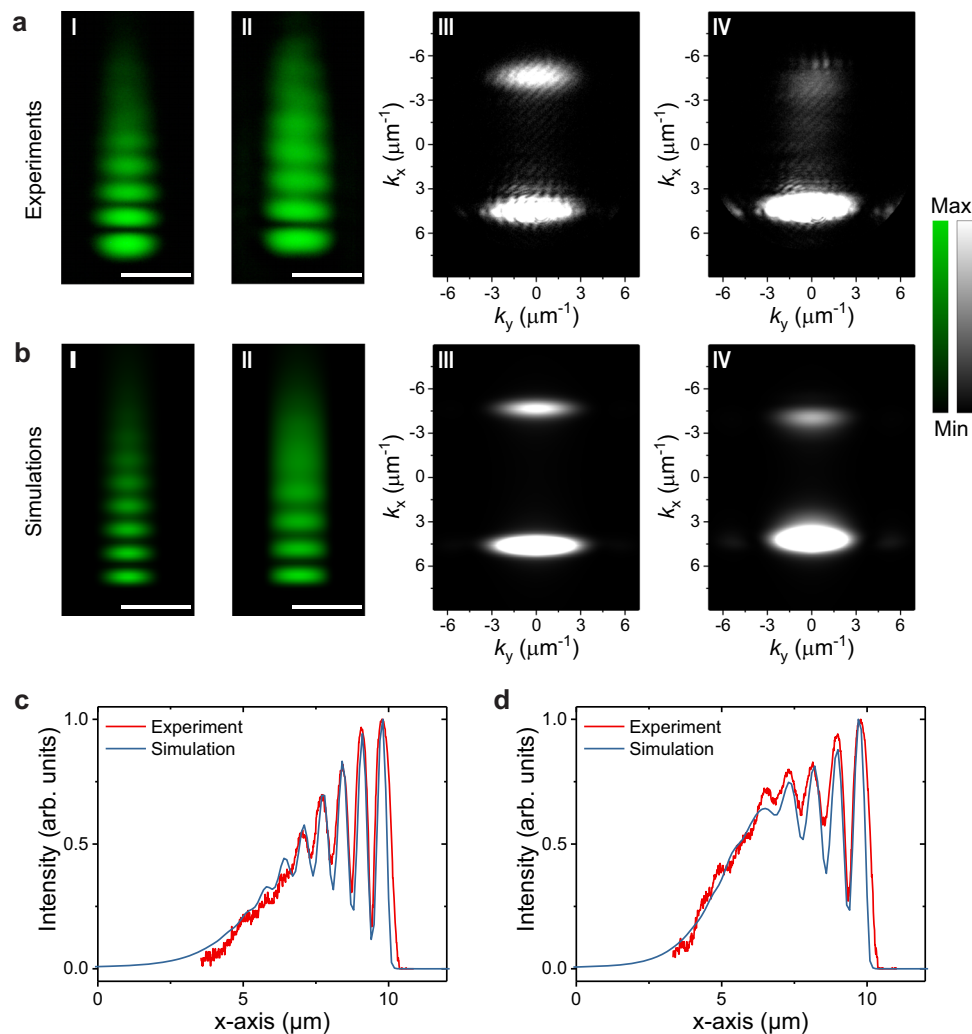 a
Experiments
I
II
III
IV
-6
-3
0
3
6
kx (μm-1)
-6 -3 0 3 6
ky (μm-1)
-6
-3
0
3
6
kx (μm-1)
-6 -3 0 3 6
ky (μm-1)
Max
Min
b
Simulations
I
II
III
IV
-6
-3
0
3
6
kx (μm-1)
-6 -3 0 3 6
ky (μm-1)
-6
-3
0
3
6
kx (μm-1)
-6 -3 0 3 6
ky (μm-1)
c
Experiment
Simulation
1.0
0.5
0.0
Intensity (arb. units)
0 5 10
x-axis (μm)
d
Experiment
Simulation
1.0
0.5
0.0
Intensity (arb. units)
0 5 10
x-axis (μm)